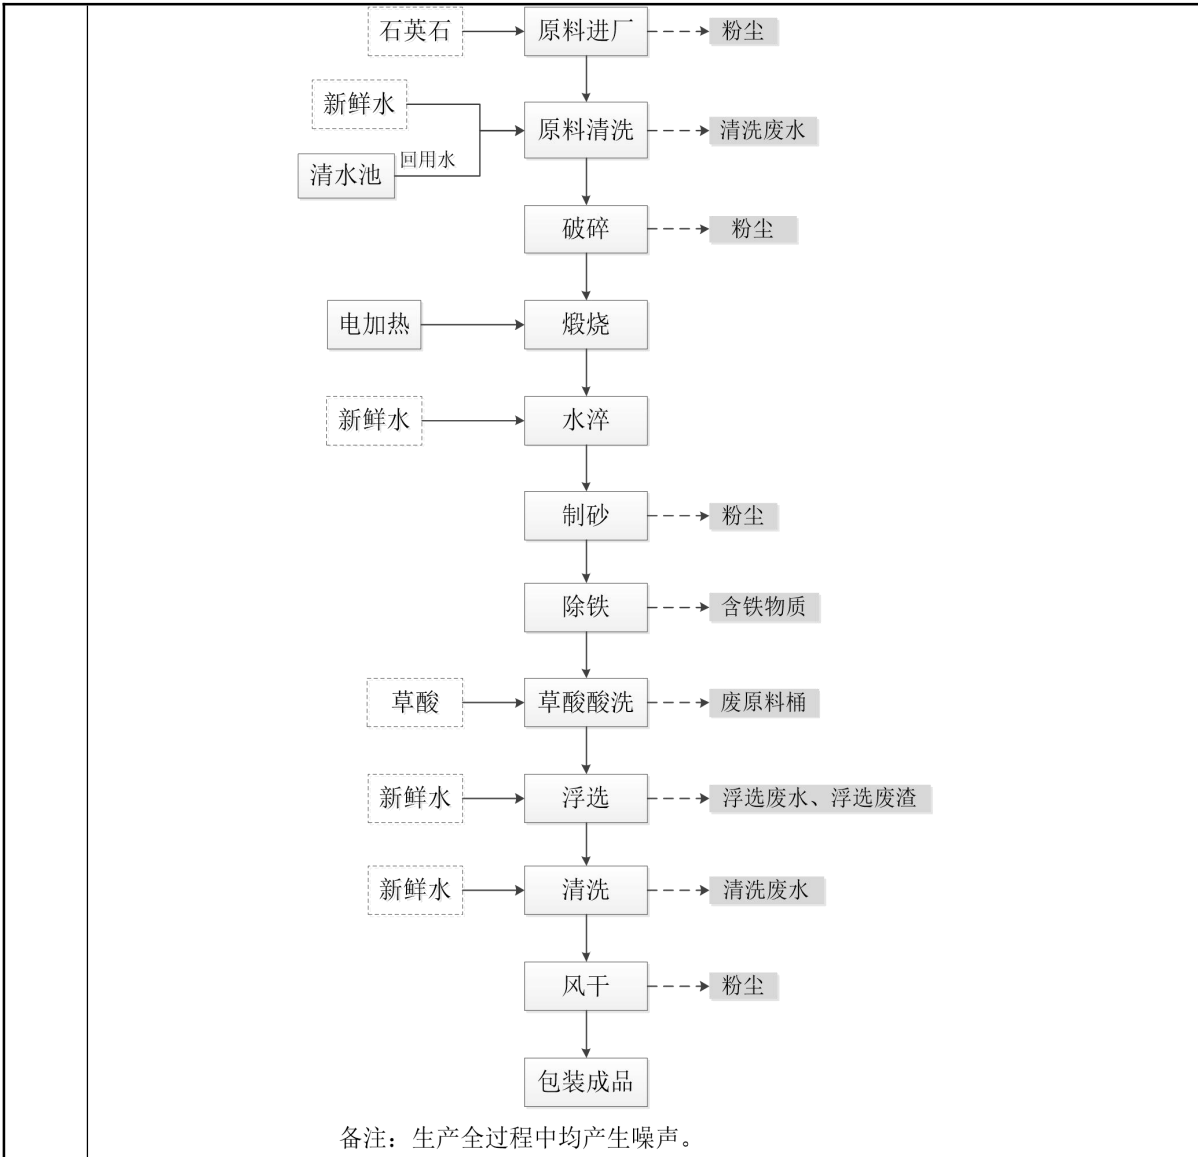 石英石 原料进厂 粉尘
新鲜水
原料清洗 清洗废水
回用水
清水池
破碎 粉尘
电加热 煅烧
新鲜水 水淬
制砂 粉尘
除铁 含铁物质
草酸 草酸酸洗 废原料桶
新鲜水 浮选 浮选废水、浮选废渣
新鲜水 清洗 清洗废水
风干 粉尘
包装成品
备注：生产全过程中均产生噪声。